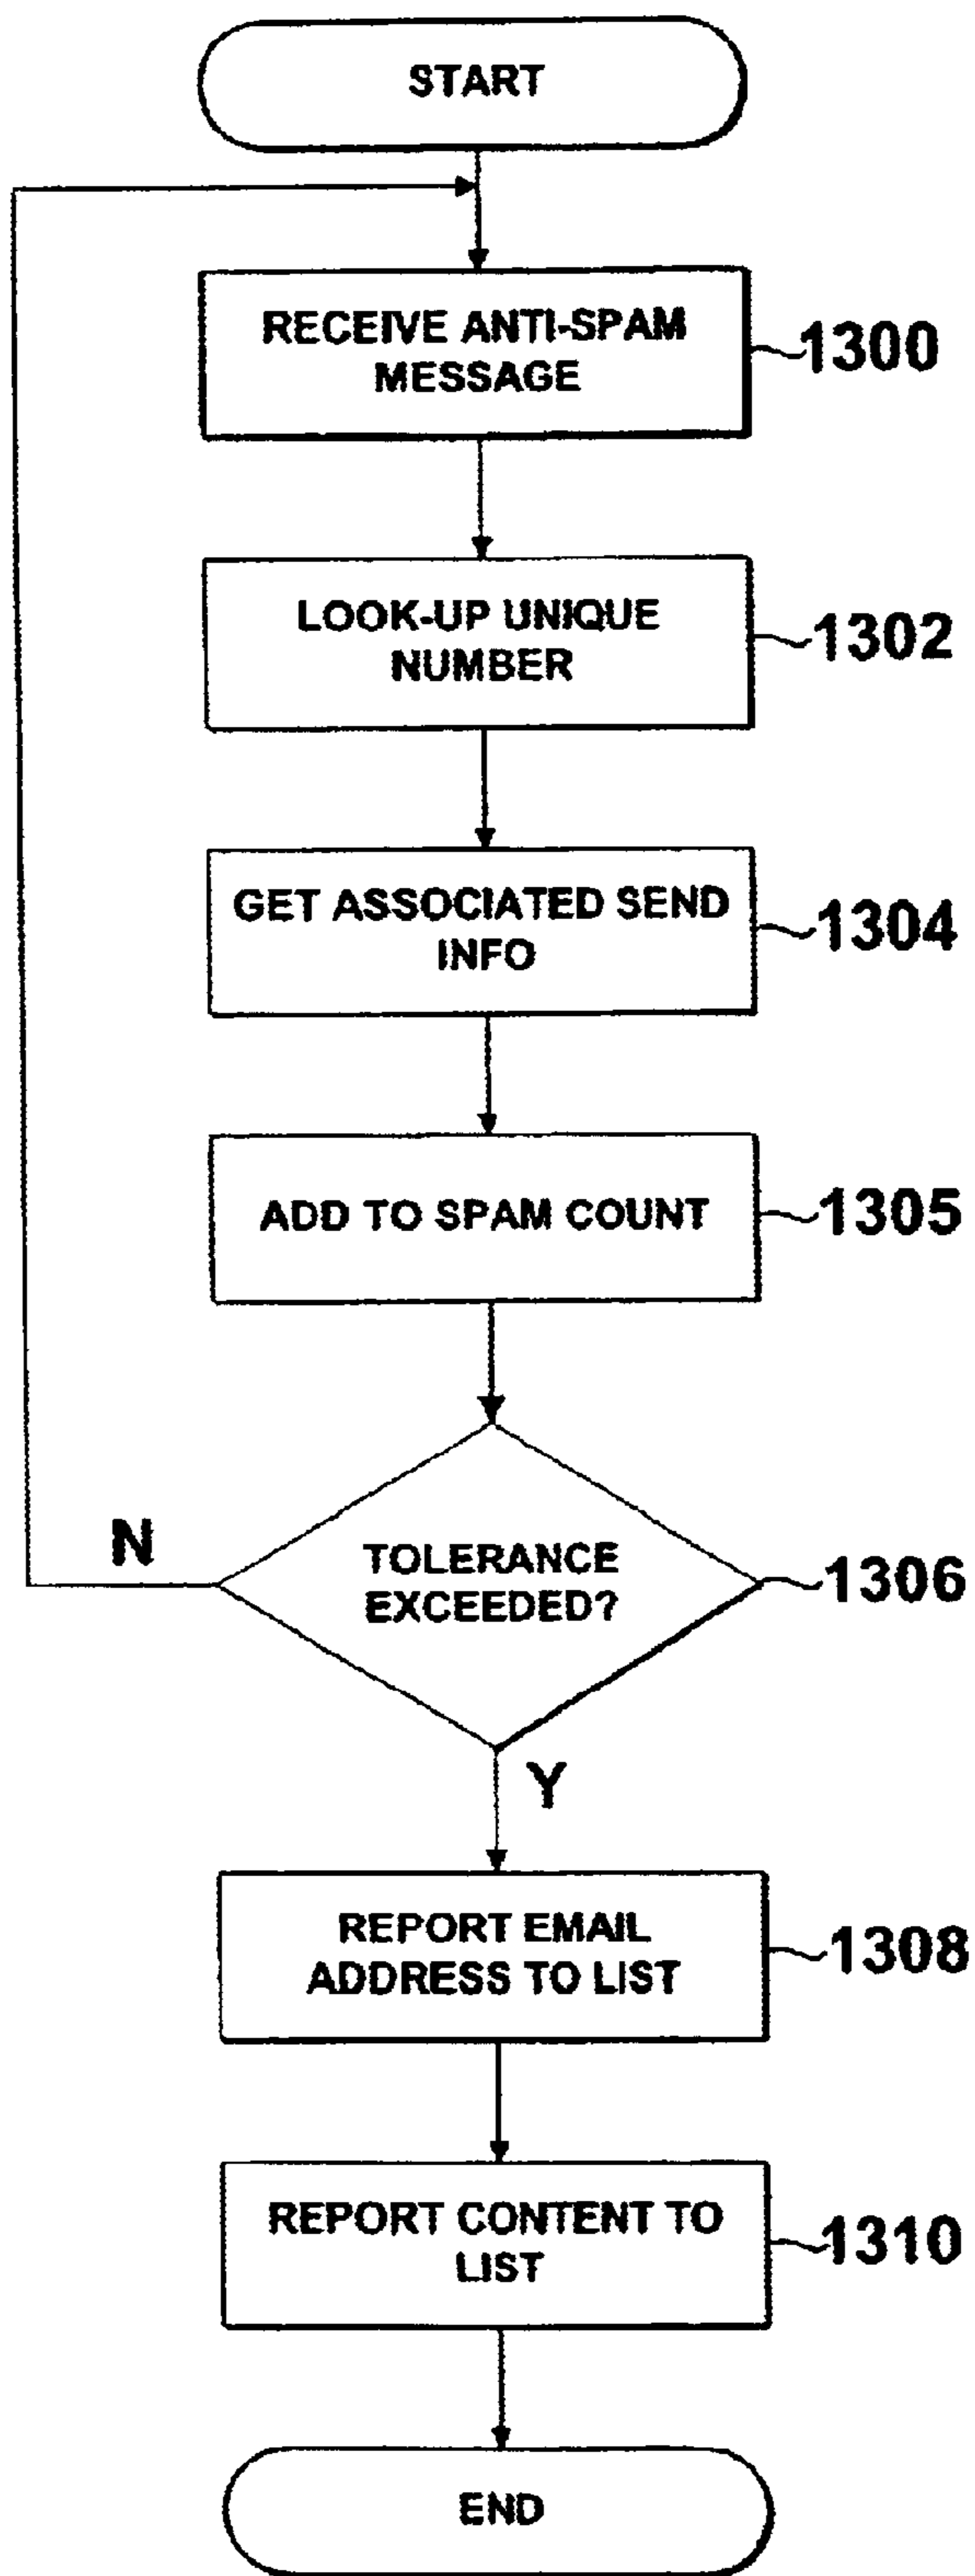 START
RECEIVE ANTI-SPAM
MESSAGE
1300
LOOK-UP UNIQUE
NUMBER
1302
GET ASSOCIATED SEND
INFO
1304
ADD TO SPAM COUNT
1305
TOLERANCE
EXCEEDED?
1306
N
Y
REPORT EMAIL
ADDRESS TO LIST
1308
REPORT CONTENT TO
LIST
1310
END